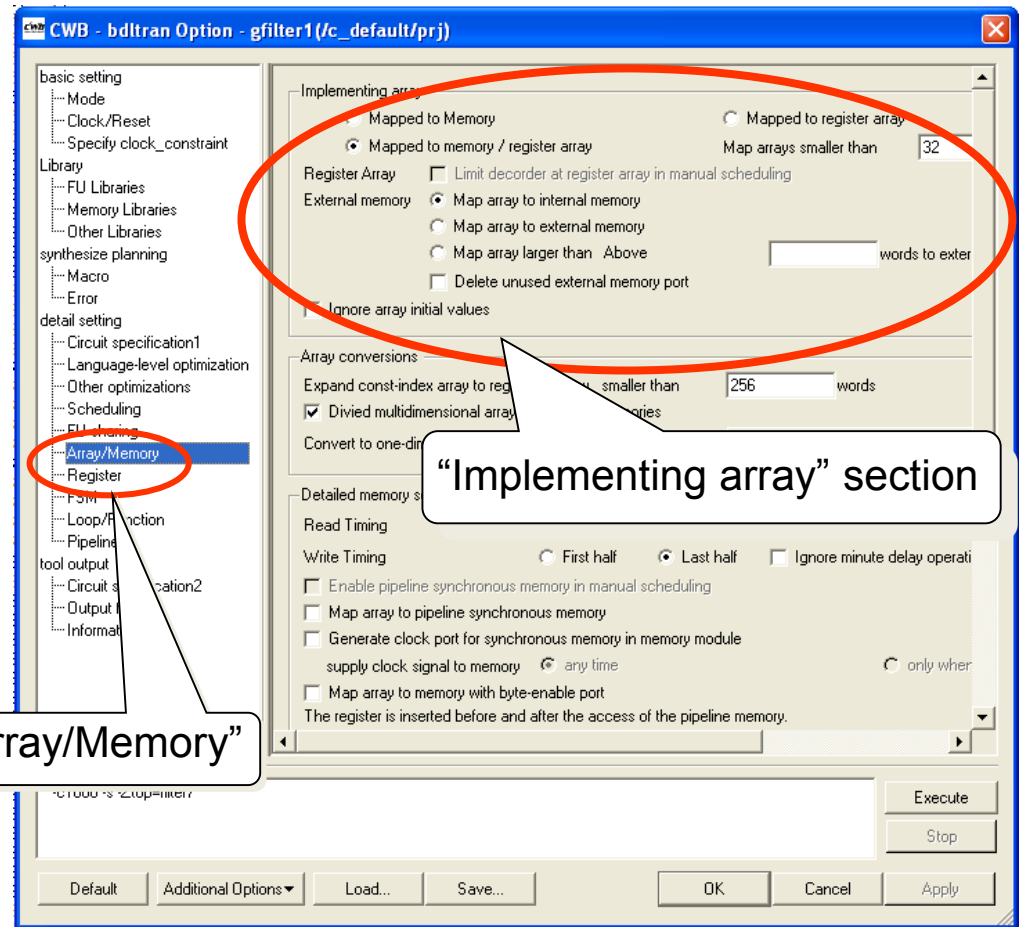 CWB - bdltran Option - gfilter1(/c_default/prj)
basic setting
Mode
Clock/Reset
Specify clock_constraint
Library
FU Libraries
Memory Libraries
Other Libraries
synthesize planning
Macro
Error
detail setting
Circuit specification1
Language-level optimization
Other optimizations
Scheduling
FU sharing
Array/Memory
Register
FSM
Loop/Function
Pipeline
tool output
Circuit
Output
Implementing array
Mapped to Memory
Mapped to register array
Mapped to memory / register array
Map arrays smaller than 32
Register Array Limit decorder at register array in manual scheduling
External memory Map array to internal memory
Map array to external memory
Map array larger than Above words to exter
Delete unused external memory port
Ignore array initial values
Array conversions
Expand const-index array to smaller than 256 words
Divied multidimensional array
Convert to
“Implementing array” section
Detailed memory
Read Timing
Write Timing First half Last half Ignore minute delay operati
Enable pipeline synchronous memory in manual scheduling
Map array to pipeline synchronous memory
Generate clock port for synchronous memory in memory module
supply clock signal to memory any time only wher
Map array to memory with byte-enable port
The register is inserted before and after the access of the pipeline memory.
rray/Memory”
Execute
Stop
Default Additional Options Load... Save... OK Cancel Apply